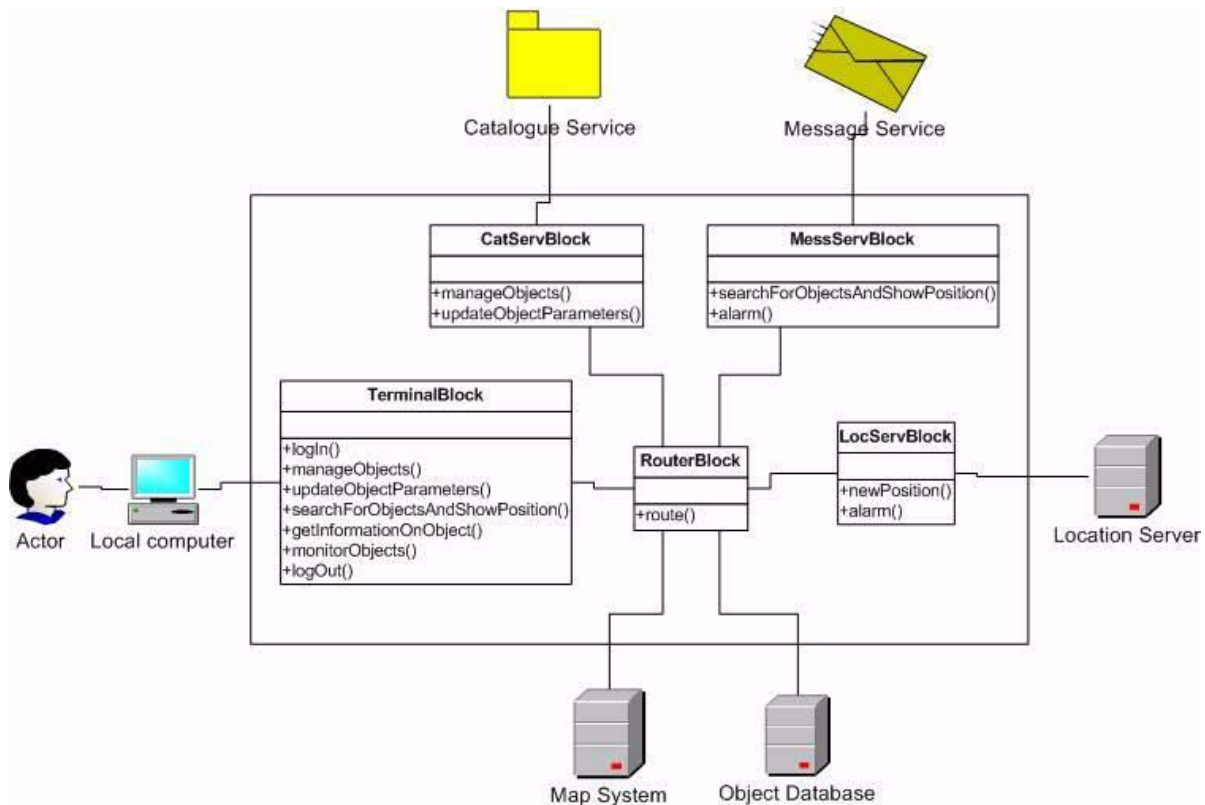 Catalogue Service
Message Service
CatServBlock
+manageObjects()
+updateObjectParameters()
MessServBlock
+searchForObjectsAndShowPosition()
+alarm()
TerminalBlock
+logIn()
+manageObjects()
+updateObjectParameters()
+searchForObjectsAndShowPosition()
+getInformationOnObject()
+monitorObjects()
+logOut()
RouterBlock
+route()
LocServBlock
+newPosition()
+alarm()
Actor
Local computer
Location Server
Map System
Object Database